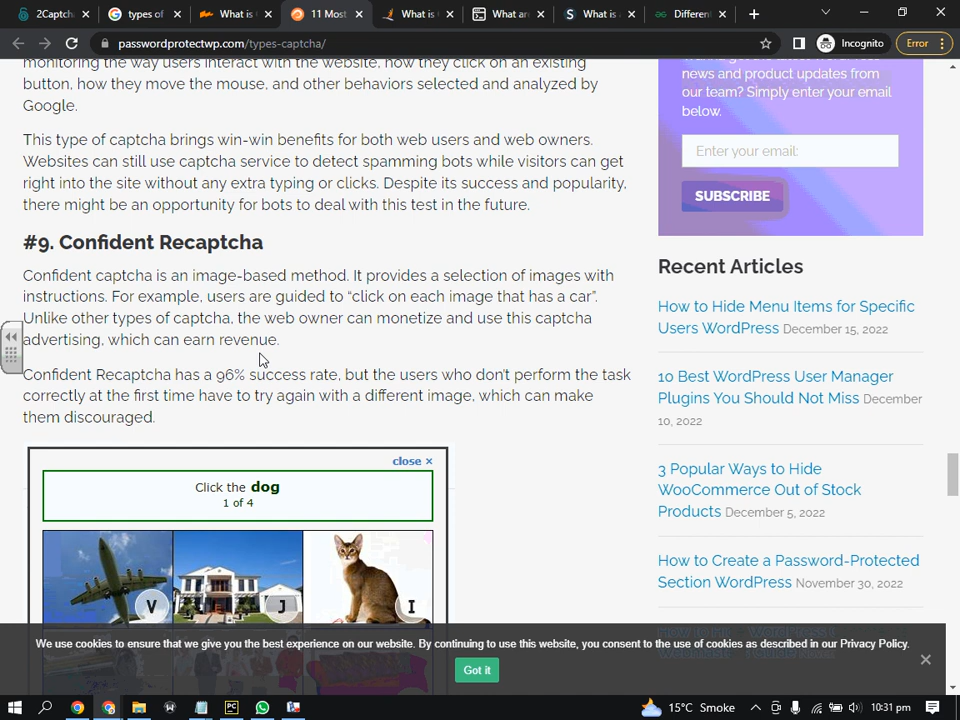 2Captch
types of
What is
11 Most
What is
What an
What is
Differen
passwordprotectwp.com/types-captcha/
Incognito
Error
monitoring the way users interact with the website, how they click on an existing
button, how they move the mouse, and other behaviors selected and analyzed by
Google.
This type of captcha brings win-win benefits for both web users and web owners.
Websites can still use captcha service to detect spamming bots while visitors can get
right into the site without any extra typing or clicks. Despite its success and popularity,
there might be an opportunity for bots to deal with this test in the future.
#9. Confident Recaptcha
Confident captcha is an image-based method. It provides a selection of images with
instructions. For example, users are guided to “click on each image that has a car”.
Unlike other types of captcha, the web owner can monetize and use this captcha
advertising, which can earn revenue.
Confident Recaptcha has a 96% success rate, but the users who don't perform the task
correctly at the first time have to try again with a different image, which can make
them discouraged.
close ×
Click the dog
1 of 4
V
J
I
news and product updates from
our team? Simply enter your email
below.
Enter your email:
SUBSCRIBE
Recent Articles
How to Hide Menu Items for Specific
Users WordPress December 15, 2022
10 Best WordPress User Manager
Plugins You Should Not Miss December
10, 2022
3 Popular Ways to Hide
WooCommerce Out of Stock
Products December 5, 2022
How to Create a Password-Protected
Section WordPress November 30, 2022
We use cookies to ensure that we give you the best experience on our website. By continuing to use this website, you consent to the use of cookies as described in our Privacy Policy.
Got it
15°C Smoke
10:31 pm